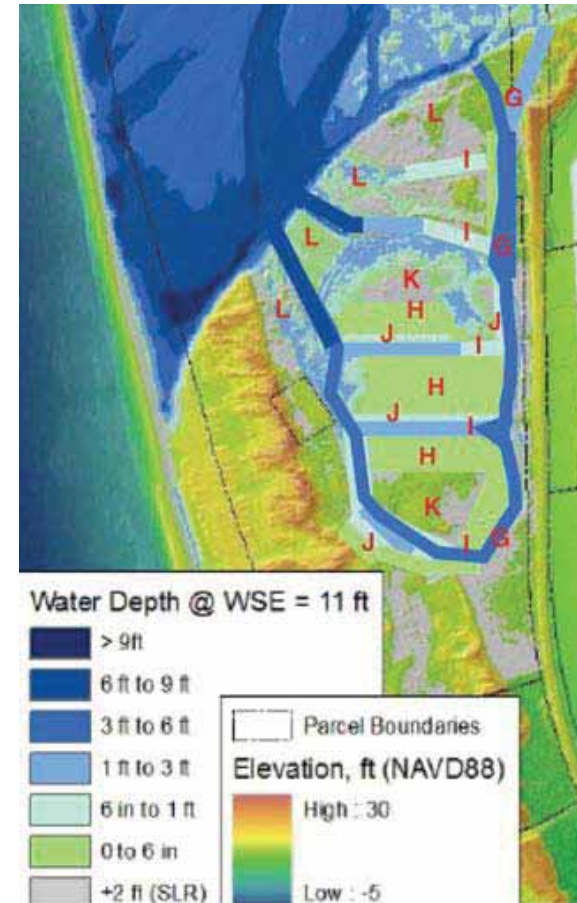 G
L
I
L
I
L
G
K
L
H
J
J
I
H
J
I
H
K
J
I
G
Water Depth @ WSE = 11 ft
> 9ft
6 ft to 9 ft
3 ft to 6 ft
1 ft to 3 ft
6 in to 1 ft
0 to 6 in
+2 ft (SLR)
Parcel Boundaries
Elevation, ft (NAVD88)
High : 30
Low : -5